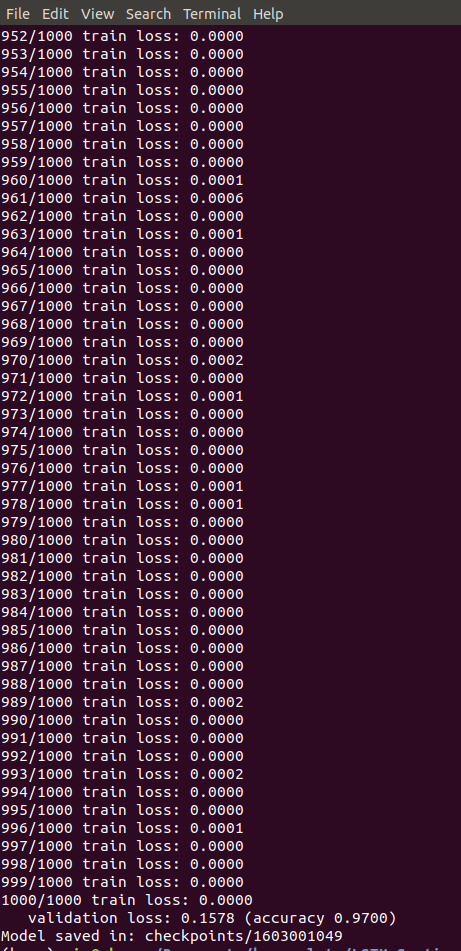 File Edit View Search Terminal Help
952/1000 train loss: 0.0000
953/1000 train loss: 0.0000
954/1000 train loss: 0.0000
955/1000 train loss: 0.0000
956/1000 train loss: 0.0000
957/1000 train loss: 0.0000
958/1000 train loss: 0.0000
959/1000 train loss: 0.0000
960/1000 train loss: 0.0001
961/1000 train loss: 0.0006
962/1000 train loss: 0.0000
963/1000 train loss: 0.0001
964/1000 train loss: 0.0000
965/1000 train loss: 0.0000
966/1000 train loss: 0.0000
967/1000 train loss: 0.0000
968/1000 train loss: 0.0000
969/1000 train loss: 0.0000
970/1000 train loss: 0.0002
971/1000 train loss: 0.0000
972/1000 train loss: 0.0001
973/1000 train loss: 0.0000
974/1000 train loss: 0.0000
975/1000 train loss: 0.0000
976/1000 train loss: 0.0000
977/1000 train loss: 0.0001
978/1000 train loss: 0.0001
979/1000 train loss: 0.0000
980/1000 train loss: 0.0000
981/1000 train loss: 0.0000
982/1000 train loss: 0.0000
983/1000 train loss: 0.0000
984/1000 train loss: 0.0000
985/1000 train loss: 0.0000
986/1000 train loss: 0.0000
987/1000 train loss: 0.0000
988/1000 train loss: 0.0000
989/1000 train loss: 0.0002
990/1000 train loss: 0.0000
991/1000 train loss: 0.0000
992/1000 train loss: 0.0000
993/1000 train loss: 0.0002
994/1000 train loss: 0.0000
995/1000 train loss: 0.0000
996/1000 train loss: 0.0001
997/1000 train loss: 0.0000
998/1000 train loss: 0.0000
999/1000 train loss: 0.0000
1000/1000 train loss: 0.0000
validation loss: 0.1578 (accuracy 0.9700)
Model saved in: checkpoints/1603001049